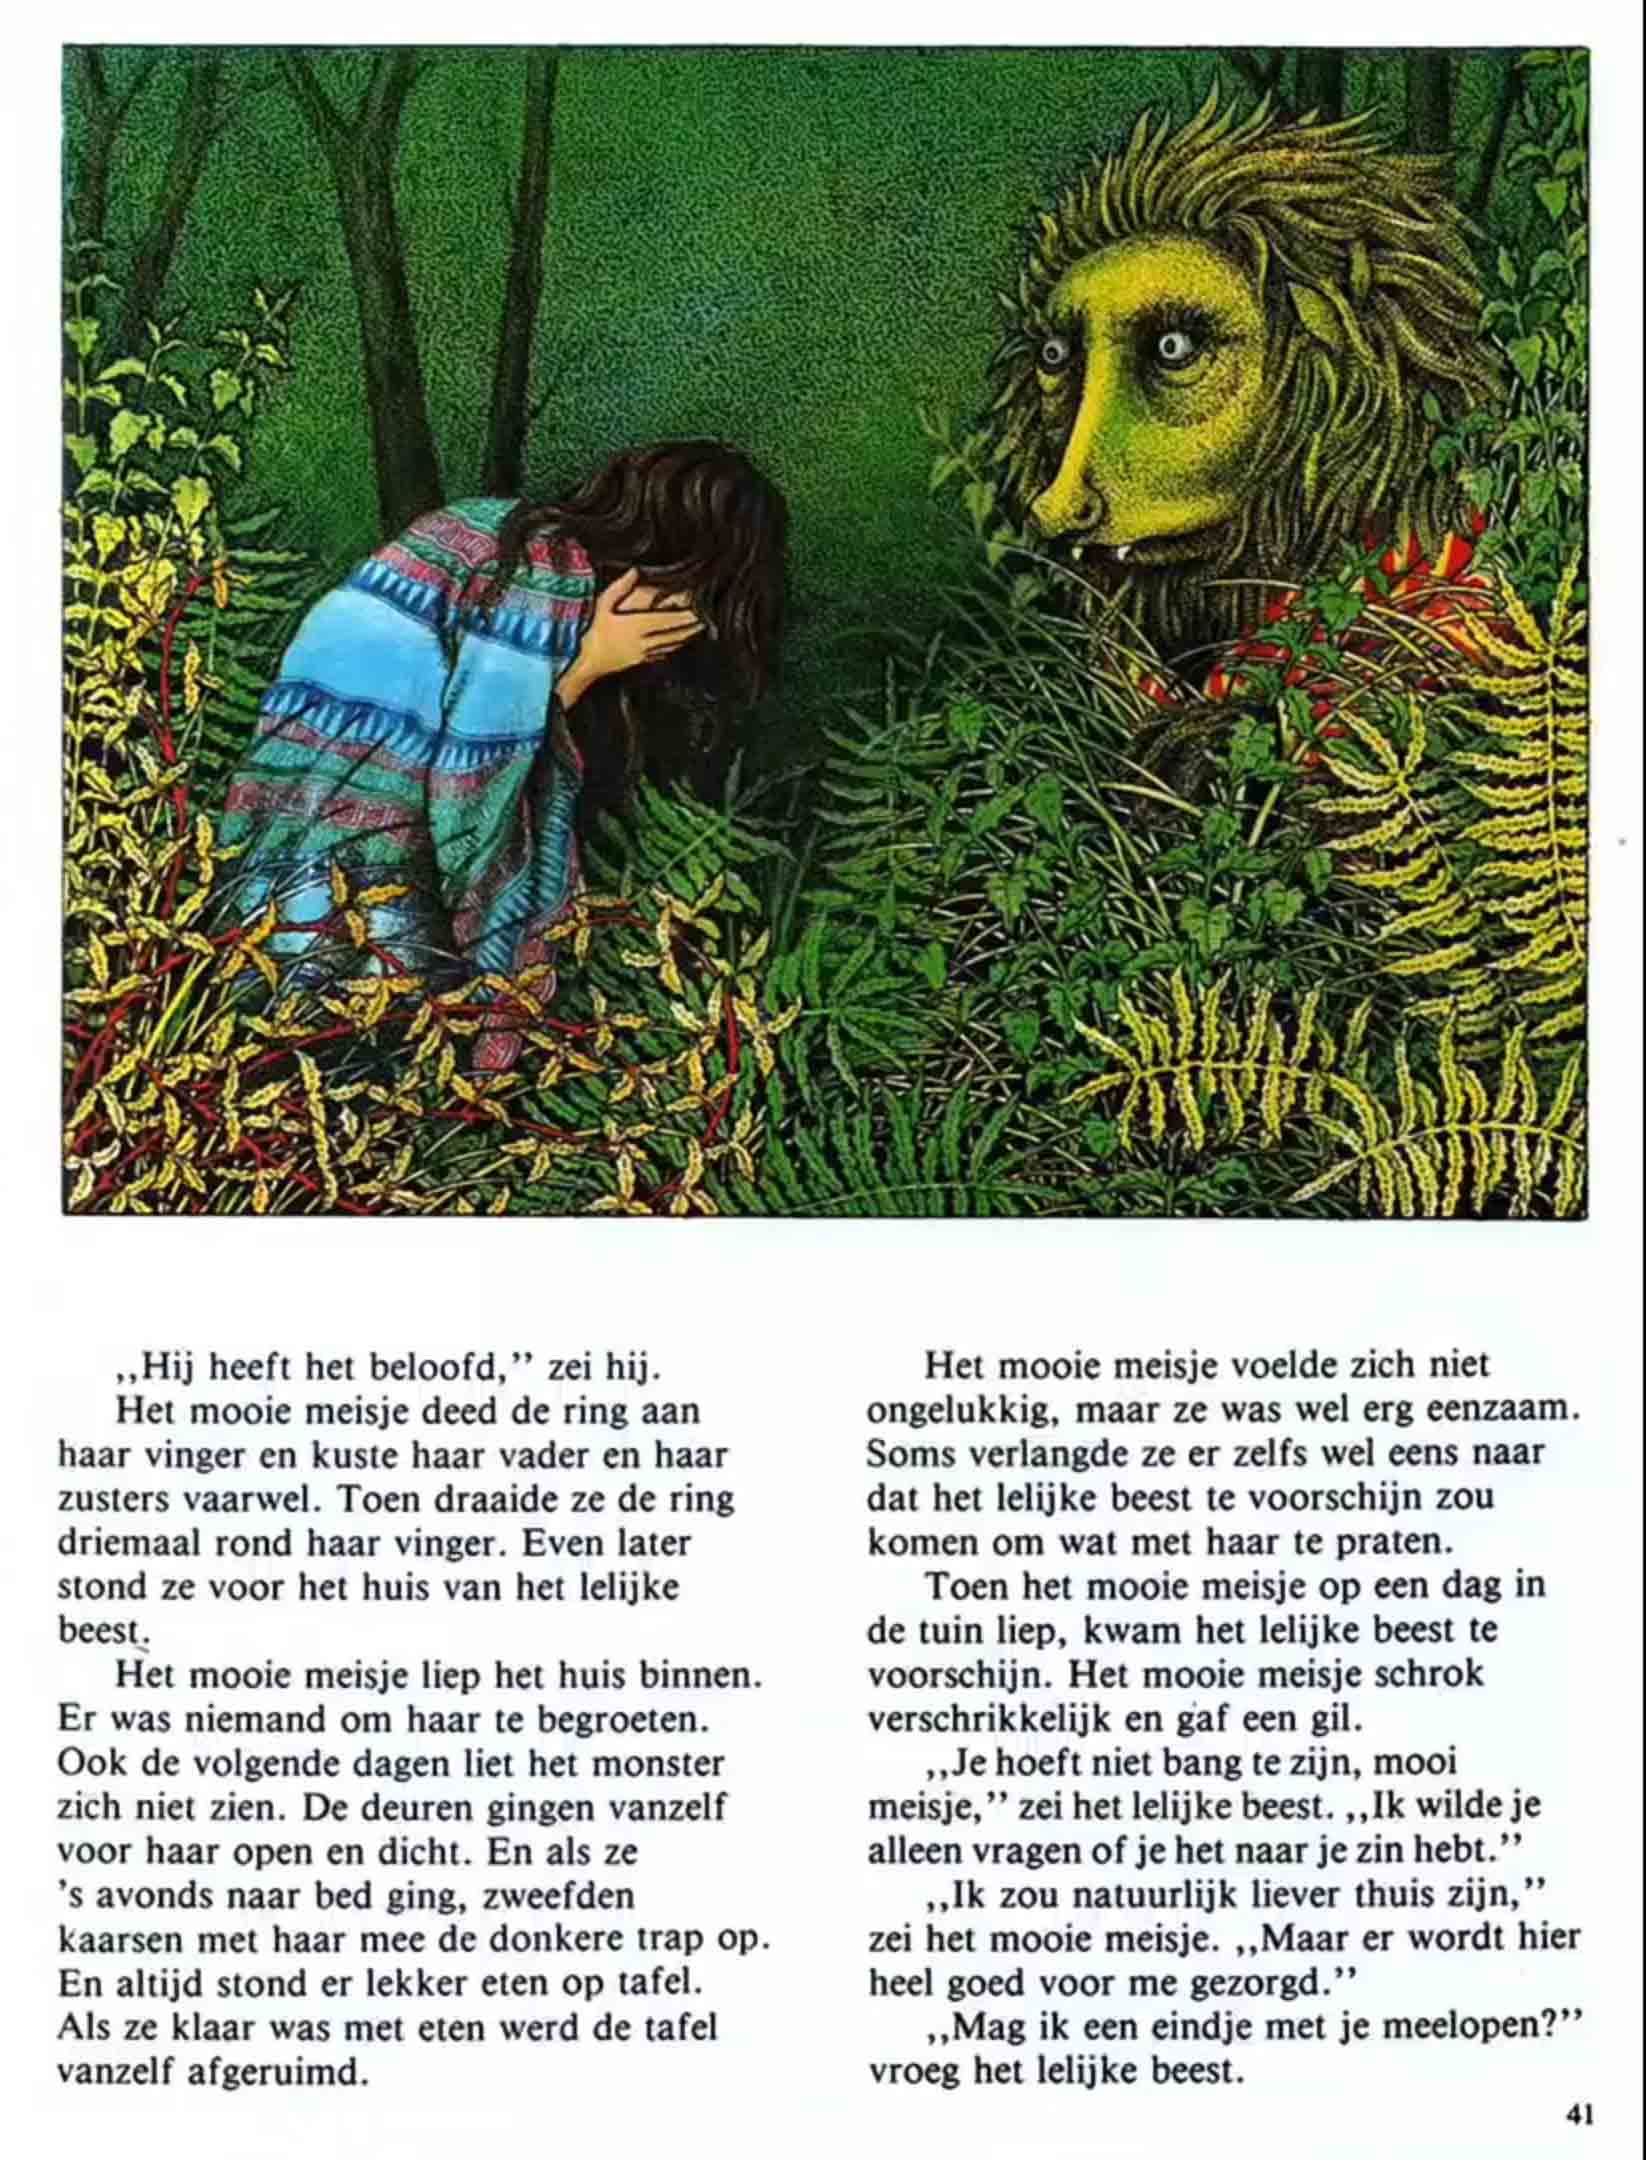 ,,Hij heeft het beloofd,’’ zei hij.
Het mooie meisje deed de ring aan
haar vinger en kuste haar vader en haar
zusters vaarwel. Toen draaide ze de ring
driemaal rond haar vinger. Even later
stond ze voor het huis van het lelijke
beest.
Het mooie meisje liep het huis binnen.
Er was niemand om haar te begroeten.
Ook de volgende dagen liet het monster
zich niet zien. De deuren gingen vanzelf
voor haar open en dicht. En als ze
’s avonds naar bed ging, zweefden
kaarsen met haar mee de donkere trap op.
En altijd stond er lekker eten op tafel.
Als ze klaar was met eten werd de tafel
vanzelf afgeruimd.
Het mooie meisje voelde zich niet
ongelukkig, maar ze was wel erg eenzaam.
Soms verlangde ze er zelfs wel eens naar
dat het lelijke beest te voorschijn zou
komen om wat met haar te praten.
Toen het mooie meisje op een dag in
de tuin liep, kwam het lelijke beest te
voorschijn. Het mooie meisje schrok
verschrikkelijk en gaf een gil.
,,Je hoeft niet bang te zijn, mooi
meisje,’’ zei het lelijke beest. ,,Ik wilde je
alleen vragen of je het naar je zin hebt.’’
,,Ik zou natuurlijk liever thuis zijn,’’
zei het mooie meisje. ,,Maar er wordt hier
heel goed voor me gezorgd.’’
,,Mag ik een eindje met je meelopen?’’
vroeg het lelijke beest.
41